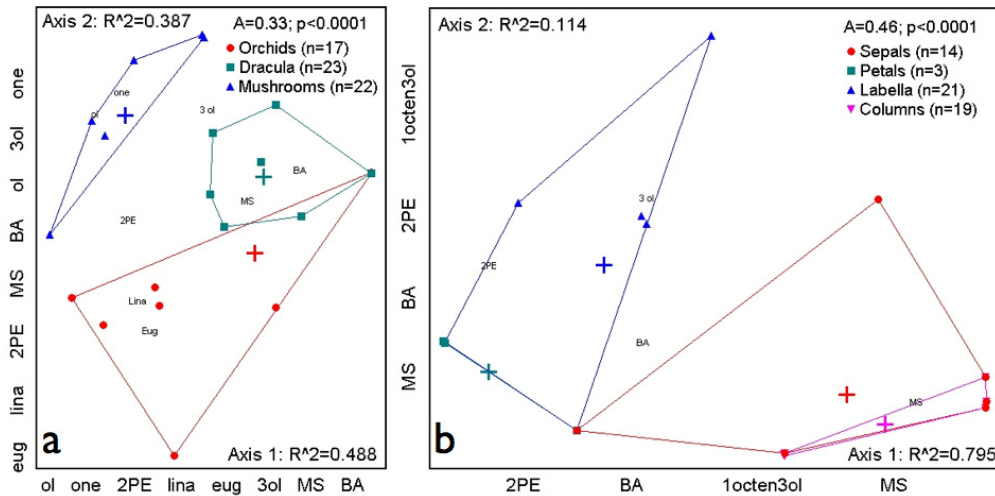 Axis 2: R^2=0.387
A=0.33; p<0.0001
Orchids (n=17)
Dracula (n=23)
Mushrooms (n=22)
one
ol
3 ol
BA
MS
2PE
Lina
Eug
one
3ol
ol
BA
MS
2PE
lina
eug
a
Axis 1: R^2=0.488
ol one 2PE lina eug 3ol MS BA
Axis 2: R^2=0.114
A=0.46; p<0.0001
Sepals (n=14)
Petals (n=3)
Labella (n=21)
Columns (n=19)
3 ol
2PE
BA
MS
1octen3ol
2PE
BA
MS
b
Axis 1: R^2=0.795
2PE BA 1octen3ol MS